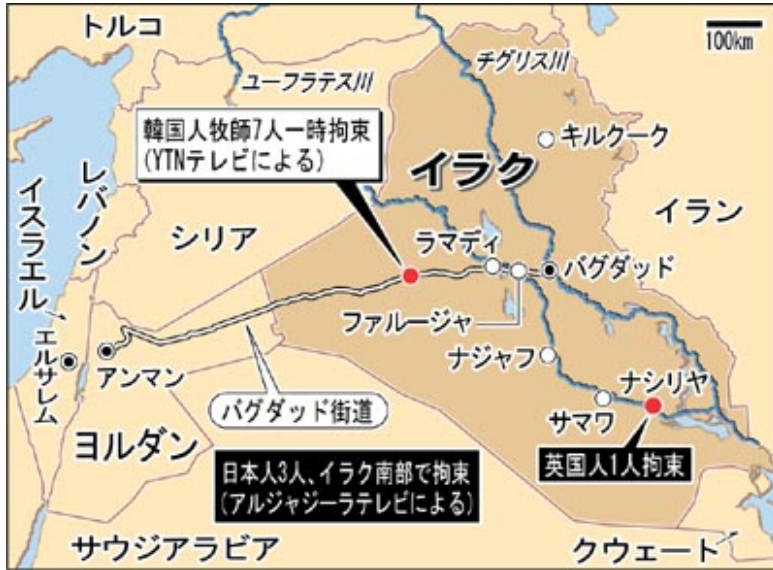 トルコ
100km
ユーフラテス川
チグリス川
韓国人牧師7人一時拘束
(YTNテレビによる)
キルクーク
イラク
レバノン
イラン
イスラエル
シリア
ラマディ
バグダッド
ファルージャ
エルサレム
アンマン
ナジャフ
ナシリヤ
バグダッド街道
サマワ
ヨルダン
日本人3人、イラク南部で拘束
(アルジャジーラテレビによる)
英国人1人拘束
サウジアラビア
クウェート